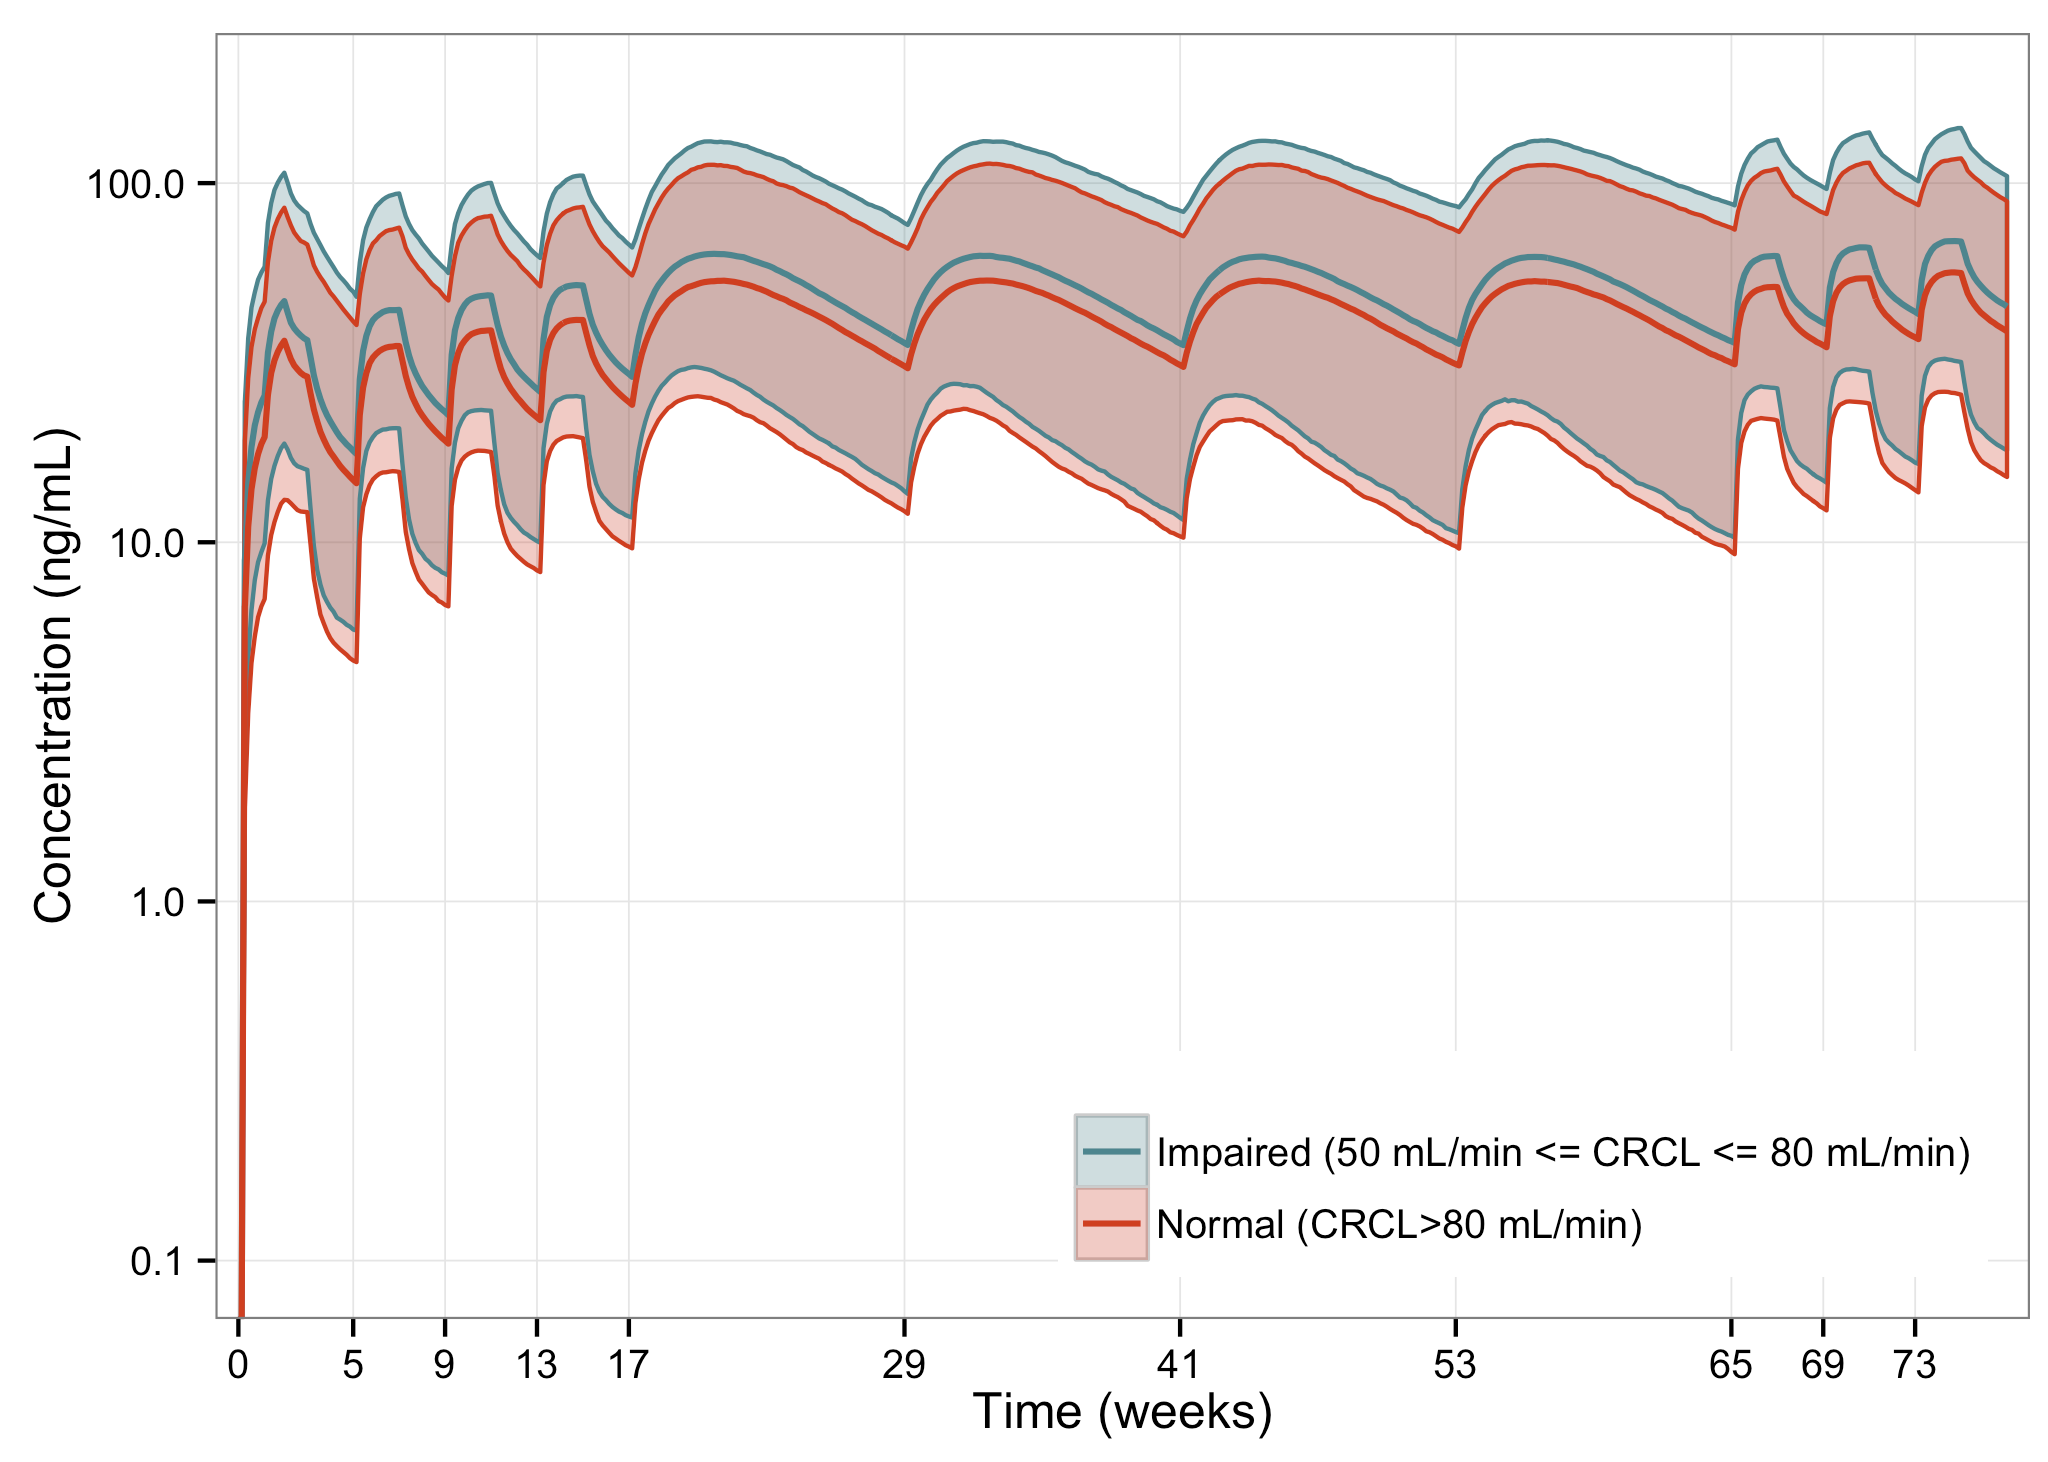 Concentration (ng/mL)
100.0
10.0
1.0
0.1
Impaired (50 mL/min <= CRCL <= 80 mL/min)
Normal (CRCL>80 mL/min)
0 5 9 13 17 29 41 53 65 69 73
Time (weeks)